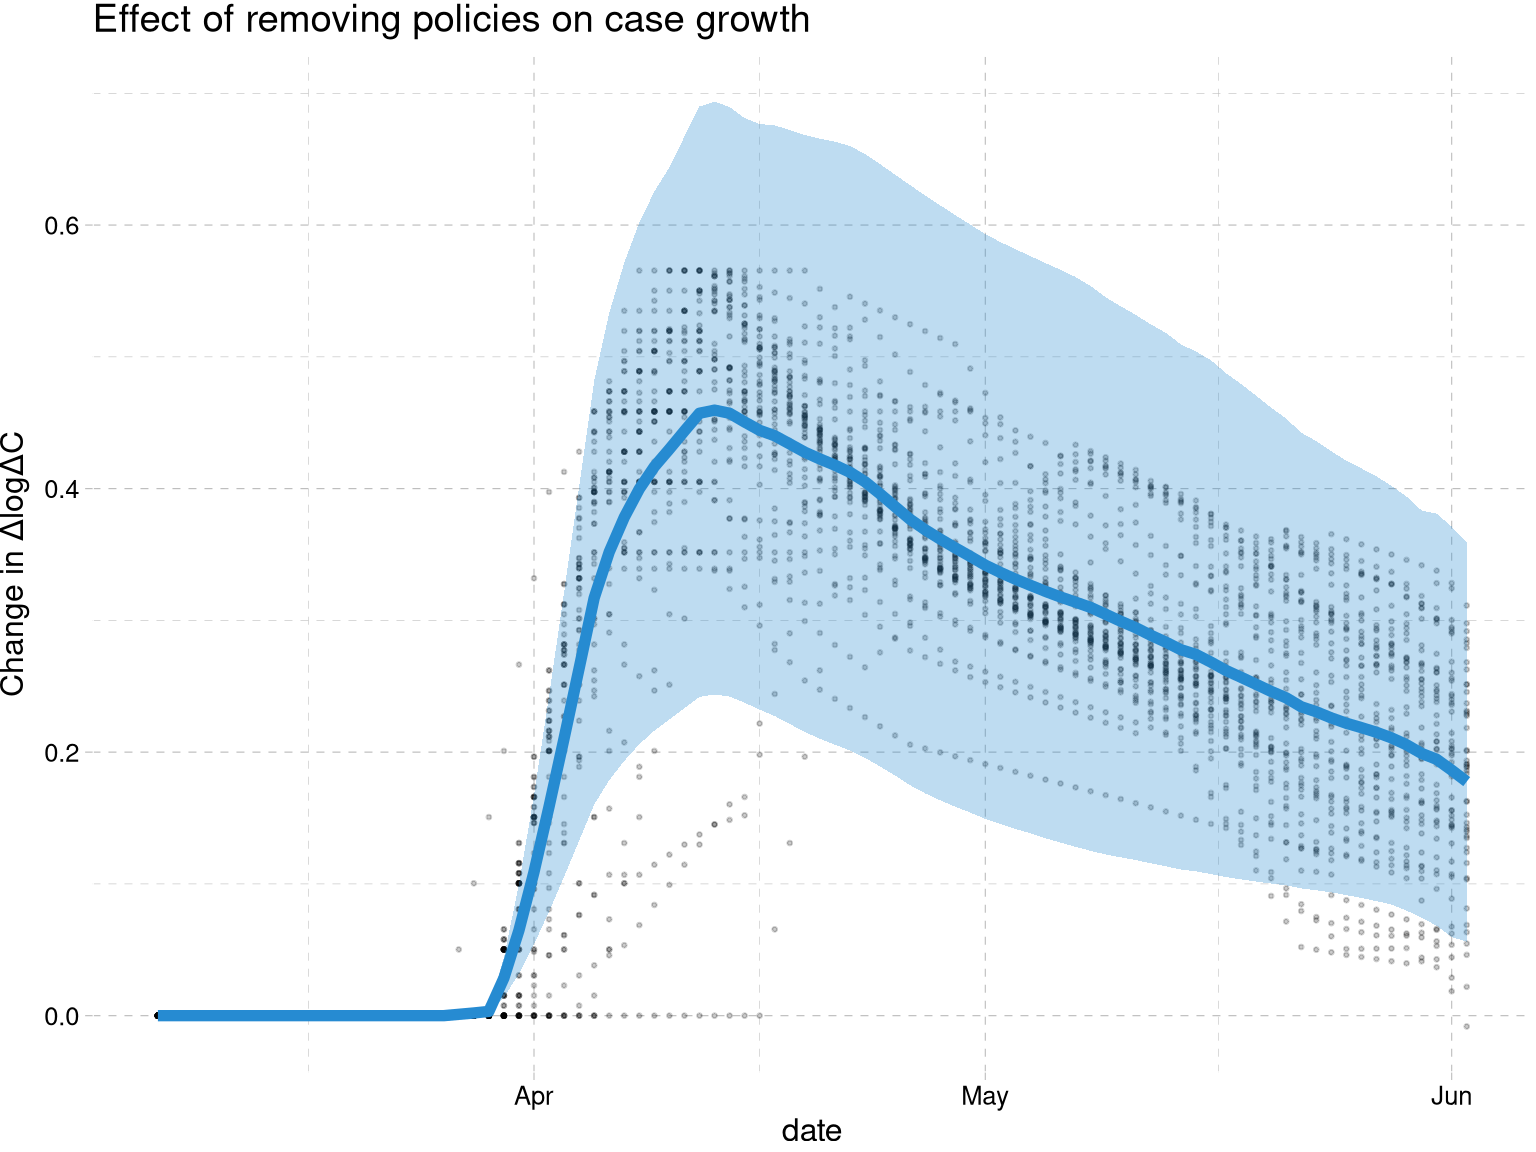 Effect of removing policies on case growth
Change in ΔlogΔC
0.6
0.4
0.2
0.0
Apr
May
Jun
date